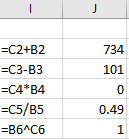 I J
=C2+B2 734
=C3-B3 101
=C4*B4 0
=C5/B5 0.49
=B6^C6 1